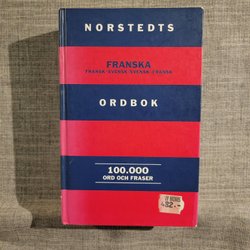 NORSTEDTS
FRANSKA
FRANSK-SVENSK SVENSK-FRANSK
ORDBOK
100.000
ORD OCH FRASER